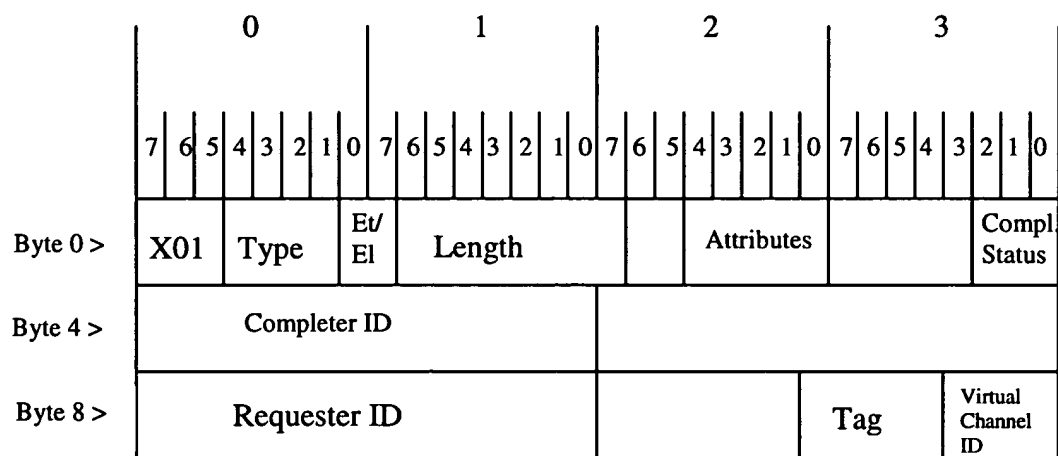 0 1 2 3
7 6 5 4 3 2 1 0 7 6 5 4 3 2 1 0 7 6 5 4 3 2 1 0 7 6 5 4 3 2 1 0
Byte 0 > X01 Type Et/ El Length Attributes Compl. Status
Byte 4 > Completer ID
Byte 8 > Requester ID Tag Virtual Channel ID